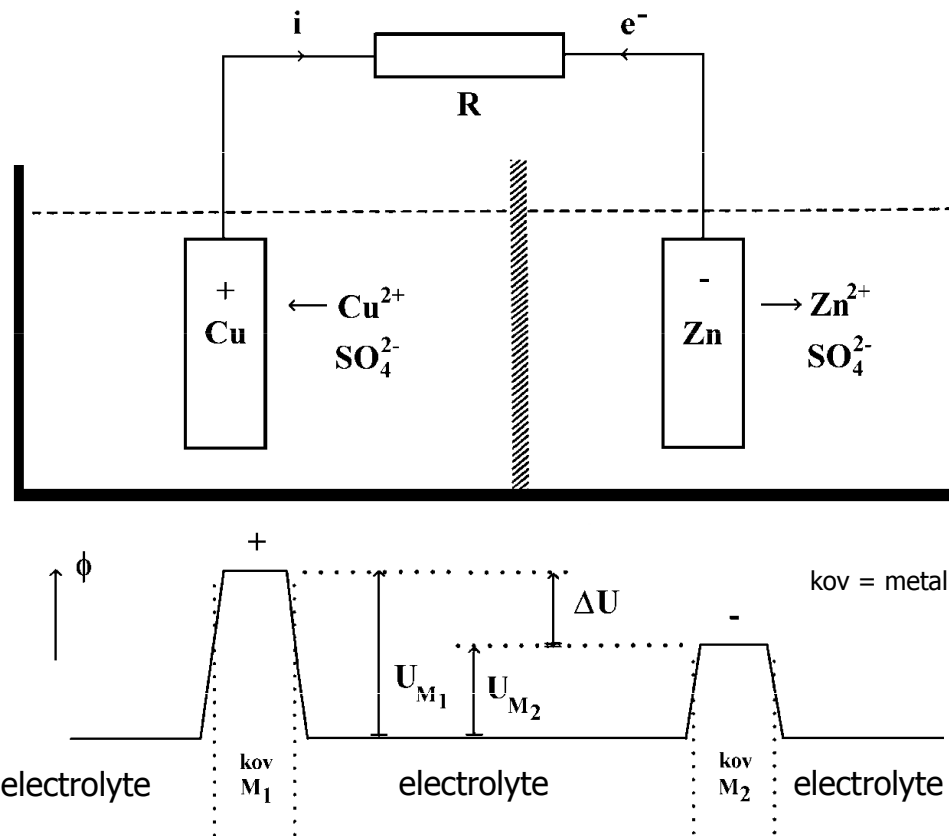 i
e⁻
R
+
Cu
Cu²⁺
SO₄²⁻
-
Zn
Zn²⁺
SO₄²⁻
ϕ
+
kov = metal
ΔU
-
U_M₁
U_M₂
electrolyte
kov
M₁
electrolyte
kov
M₂
electrolyte